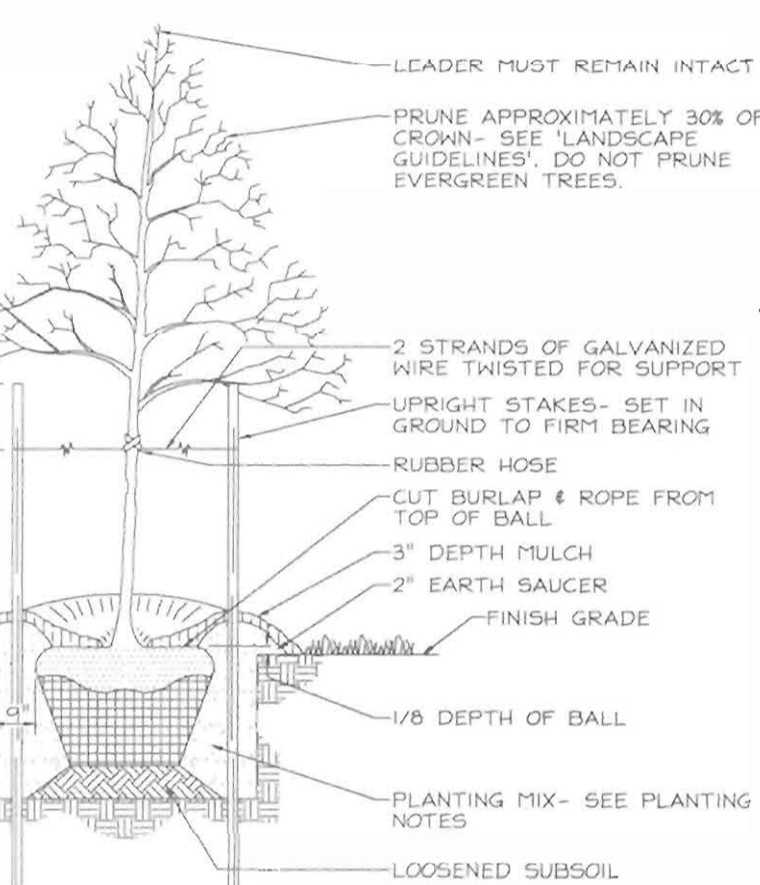 LEADER MUST REMAIN INTACT
PRUNE APPROXIMATELY 30% OF
CROWN- SEE 'LANDSCAPE
GUIDELINES'. DO NOT PRUNE
EVERGREEN TREES.
2 STRANDS OF GALVANIZED
WIRE TWISTED FOR SUPPORT
UPRIGHT STAKES- SET IN
GROUND TO FIRM BEARING
RUBBER HOSE
CUT BURLAP & ROPE FROM
TOP OF BALL
3" DEPTH MULCH
2" EARTH SAUCER
FINISH GRADE
9"
1/8 DEPTH OF BALL
PLANTING MIX- SEE PLANTING
NOTES
LOOSENED SUBSOIL